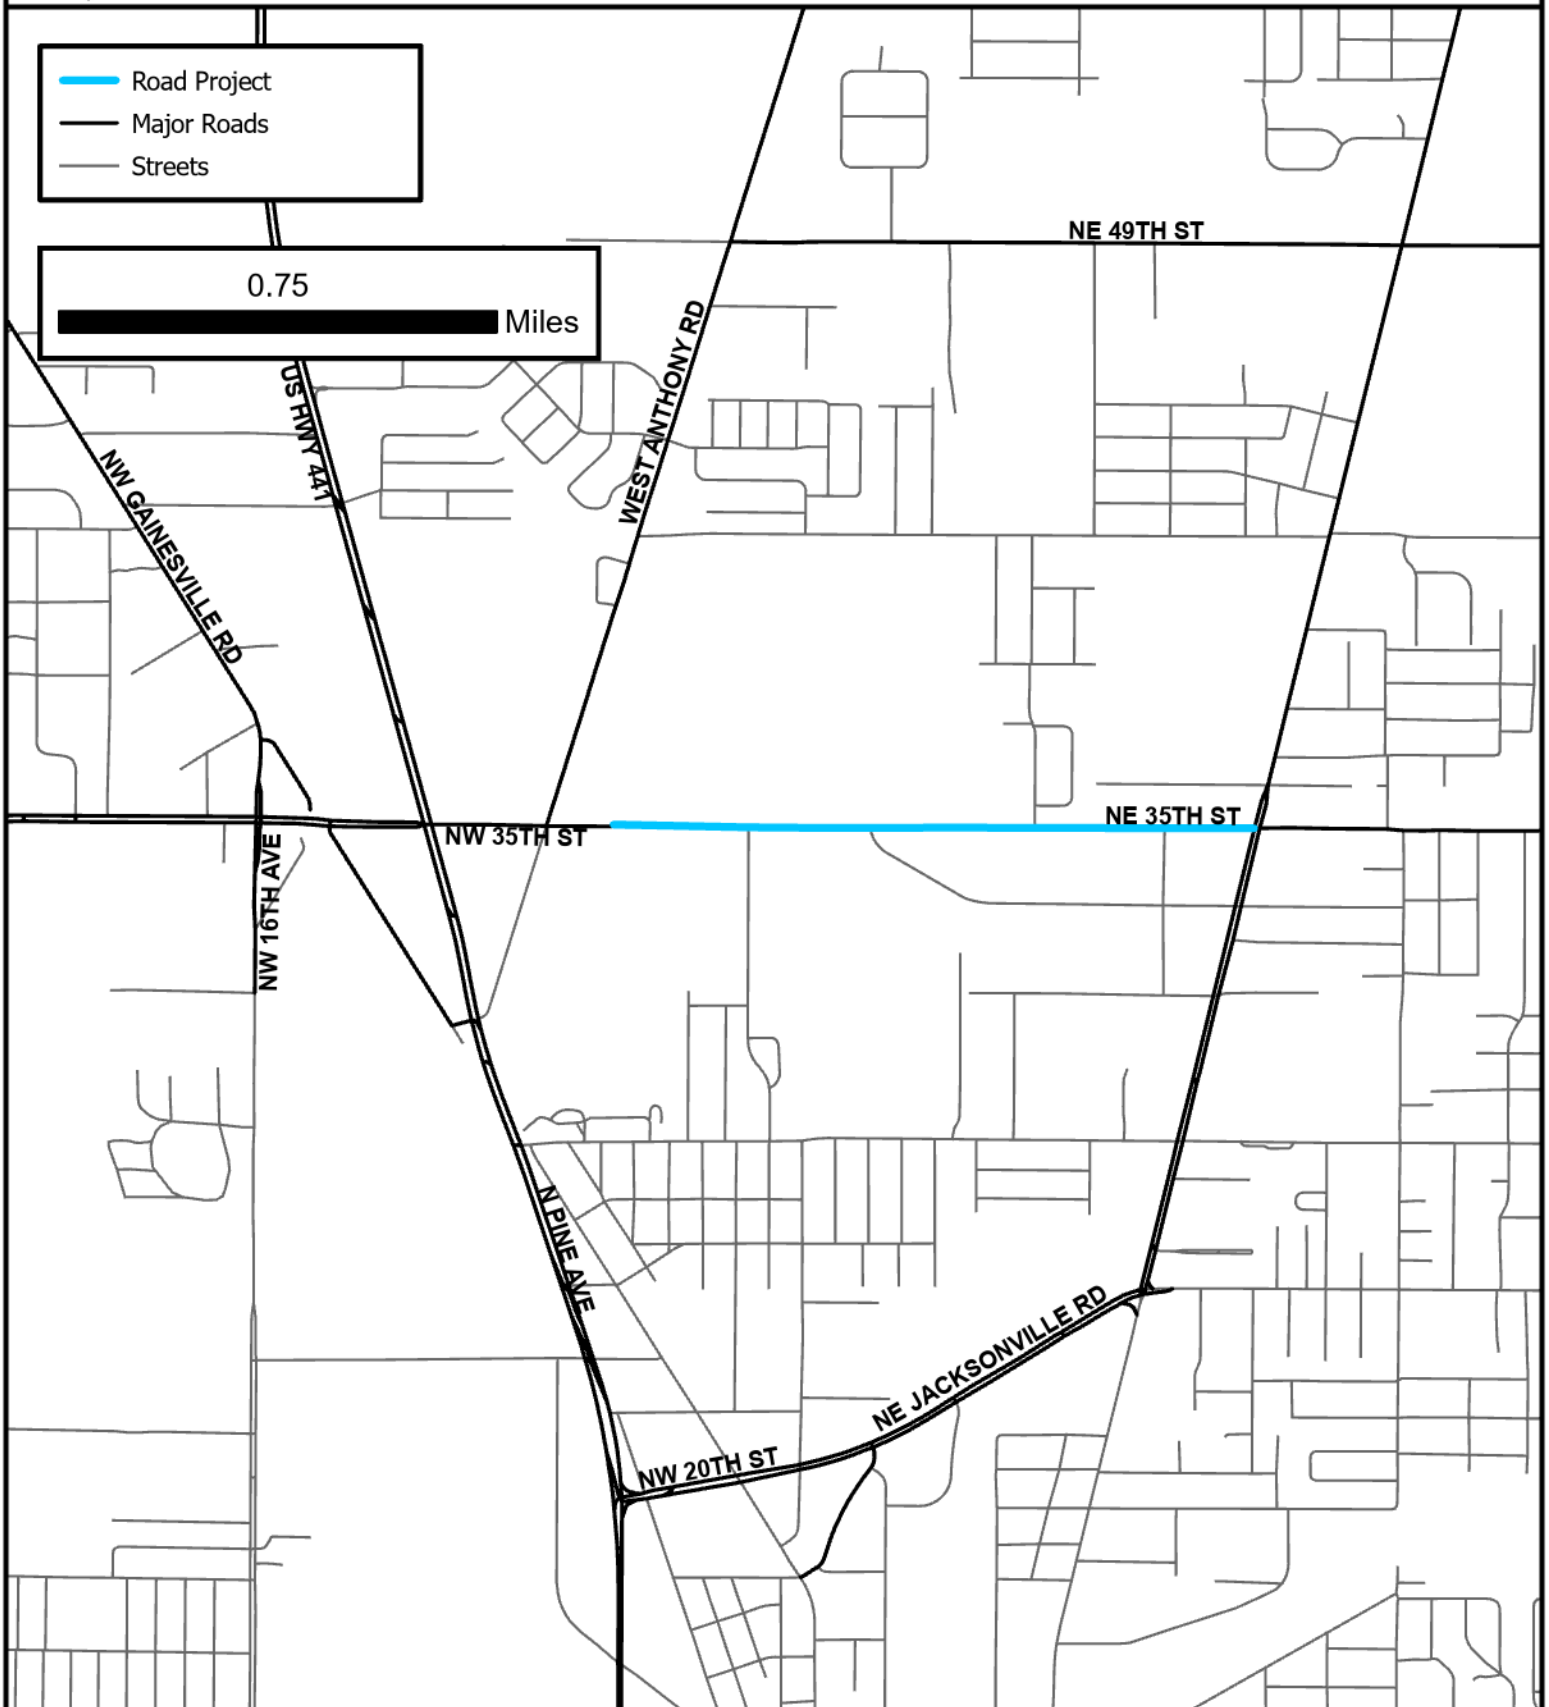 Road Project
Major Roads
Streets
NE 49TH ST
0.75
Miles
WEST ANTHONY RD
US HWY 441
NW GAINESVILLE RD
NE 35TH ST
NW 35TH ST
NW 16TH AVE
N PINE AVE
NE JACKSONVILLE RD
NW 20TH ST